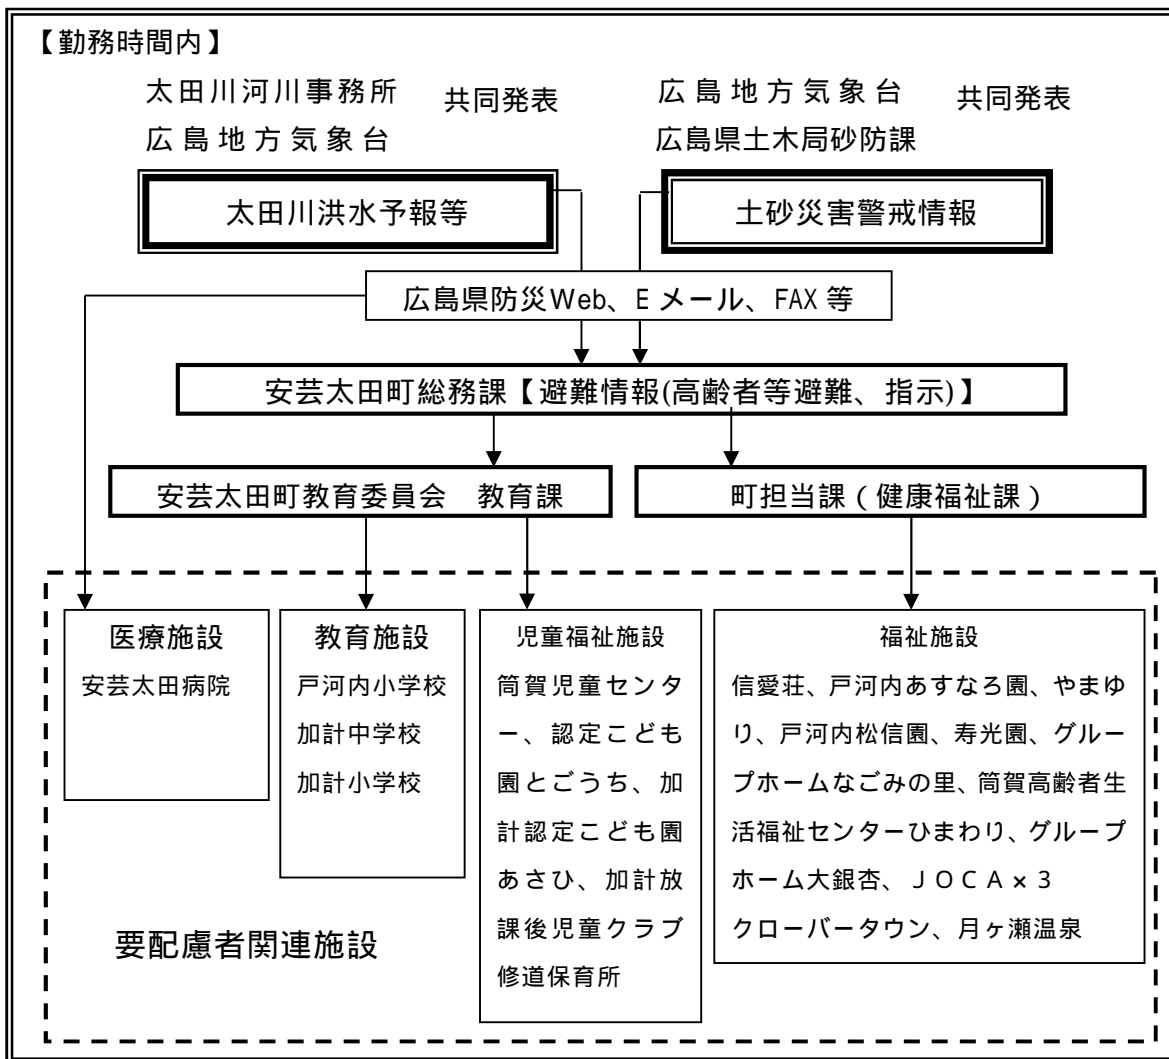 【勤務時間内】
太田川河川事務所
広島地方気象台
共同発表
広島地方気象台
広島県土木局砂防課
共同発表
太田川洪水予報等
土砂災害警戒情報
広島県防災Web、Eメール、FAX等
安芸太田町総務課【避難情報(高齢者等避難、指示)】
安芸太田町教育委員会　教育課
町担当課（健康福祉課）
医療施設
安芸太田病院
教育施設
戸河内小学校
加計中学校
加計小学校
児童福祉施設
筒賀児童センタ
ー、認定こども
園とごうち、加
計認定こども園
あさひ、加計放
課後児童クラブ
修道保育所
福祉施設
信愛荘、戸河内あすなろ園、やまゆ
り、戸河内松信園、寿光園、グルー
プホームなごみの里、筒賀高齢者生
活福祉センターひまわり、グループ
ホーム大銀杏、ＪＯＣＡ×３
クローバータウン、月ヶ瀬温泉
要配慮者関連施設